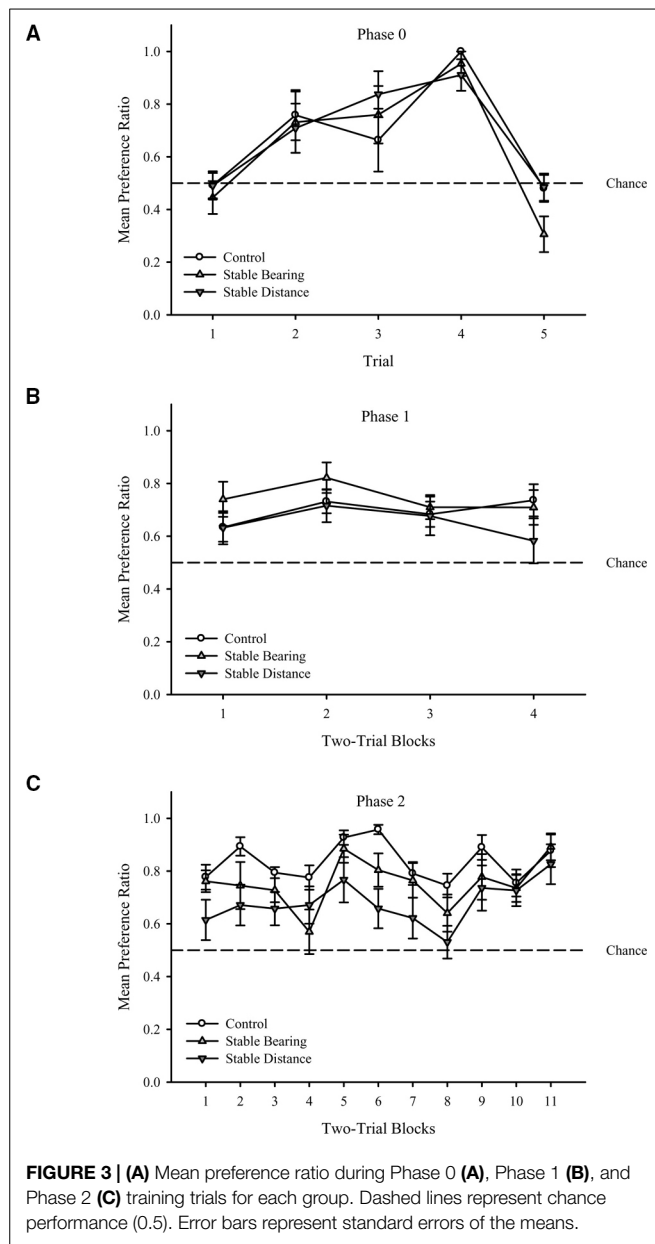 A
Phase 0
1.0
0.8
0.6
0.4
0.2
0.0
Mean Preference Ratio
Chance
Control
Stable Bearing
Stable Distance
1 2 3 4 5
Trial
B
Phase 1
1.0
0.8
0.6
0.4
0.2
0.0
Mean Preference Ratio
Chance
Control
Stable Bearing
Stable Distance
1 2 3 4
Two-Trial Blocks
C
Phase 2
1.0
0.8
0.6
0.4
0.2
0.0
Mean Preference Ratio
Chance
Control
Stable Bearing
Stable Distance
1 2 3 4 5 6 7 8 9 10 11
Two-Trial Blocks
FIGURE 3 | (A) Mean preference ratio during Phase 0 (A), Phase 1 (B), and
Phase 2 (C) training trials for each group. Dashed lines represent chance
performance (0.5). Error bars represent standard errors of the means.